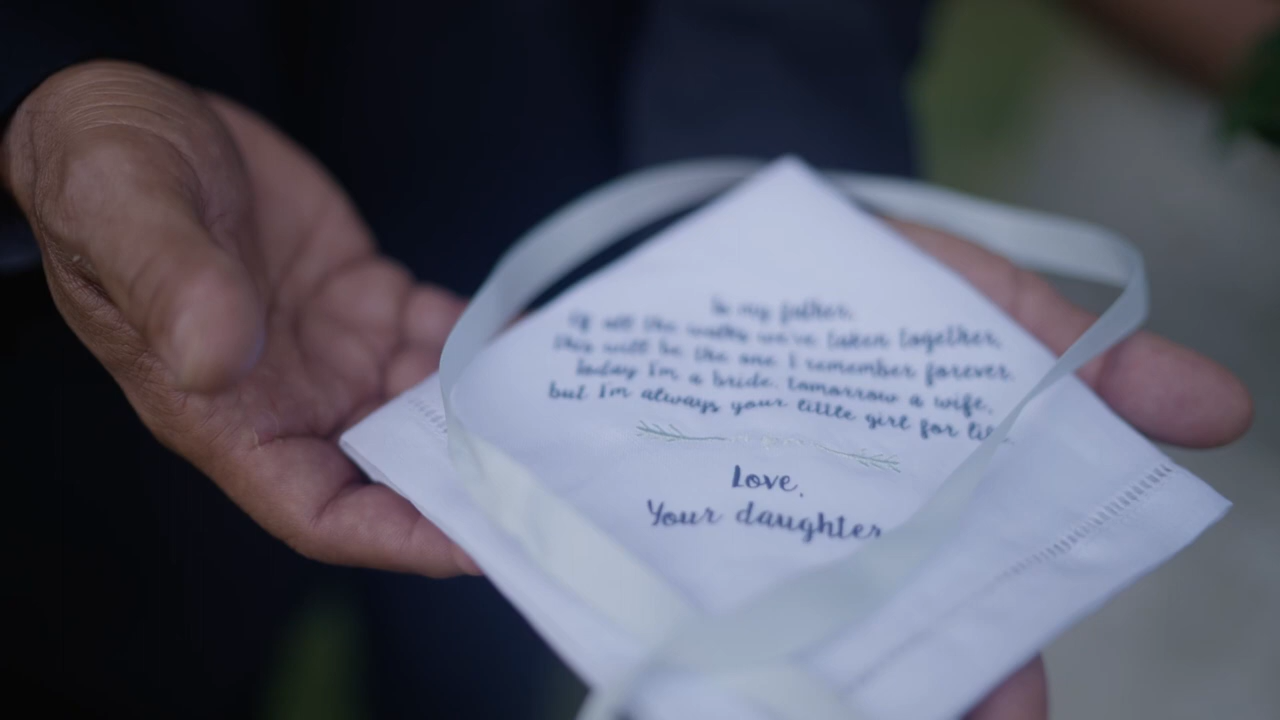 To my father,
Of all the walks we've taken together,
this will be the one I remember forever.
Today I'm a bride, tomorrow a wife,
but I'm always your little girl for
Love,
Your daughter